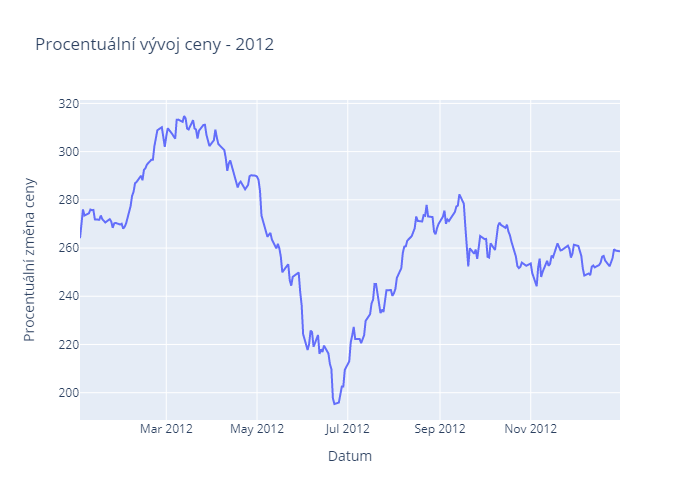 Procentuální vývoj ceny - 2012
Procentuální změna ceny
320
300
280
260
240
220
200
Mar 2012
May 2012
Jul 2012
Sep 2012
Nov 2012
Datum